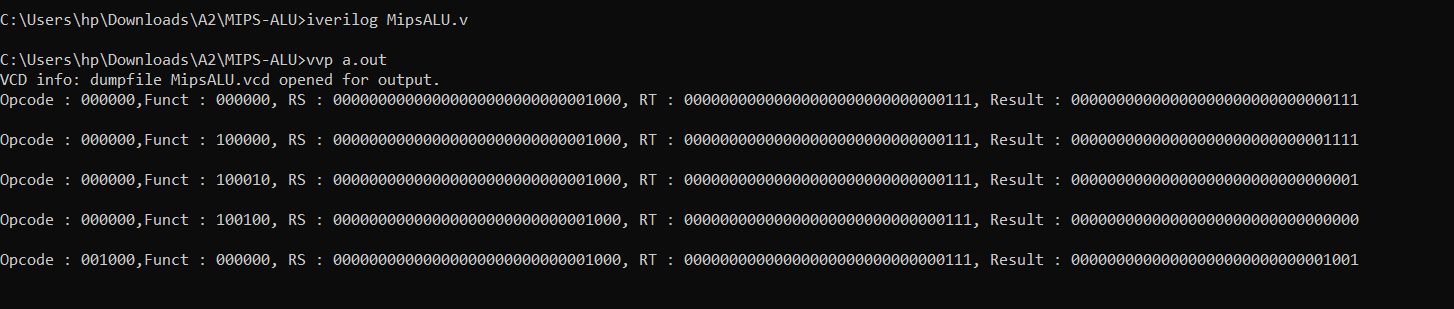 C:\Users\hp\Downloads\A2\MIPS-ALU>iverilog MipsALU.v
C:\Users\hp\Downloads\A2\MIPS-ALU>vvp a.out
VCD info: dumpfile MipsALU.vcd opened for output.
Opcode : 000000,Funct : 000000, RS : 00000000000000000000000000001000, RT : 00000000000000000000000000000111, Result : 00000000000000000000000000000111
Opcode : 000000,Funct : 100000, RS : 00000000000000000000000000001000, RT : 00000000000000000000000000000111, Result : 00000000000000000000000000001111
Opcode : 000000,Funct : 100010, RS : 00000000000000000000000000001000, RT : 00000000000000000000000000000111, Result : 00000000000000000000000000000001
Opcode : 000000,Funct : 100100, RS : 00000000000000000000000000001000, RT : 00000000000000000000000000000111, Result : 00000000000000000000000000000000
Opcode : 001000,Funct : 000000, RS : 00000000000000000000000000001000, RT : 00000000000000000000000000000111, Result : 00000000000000000000000000001001